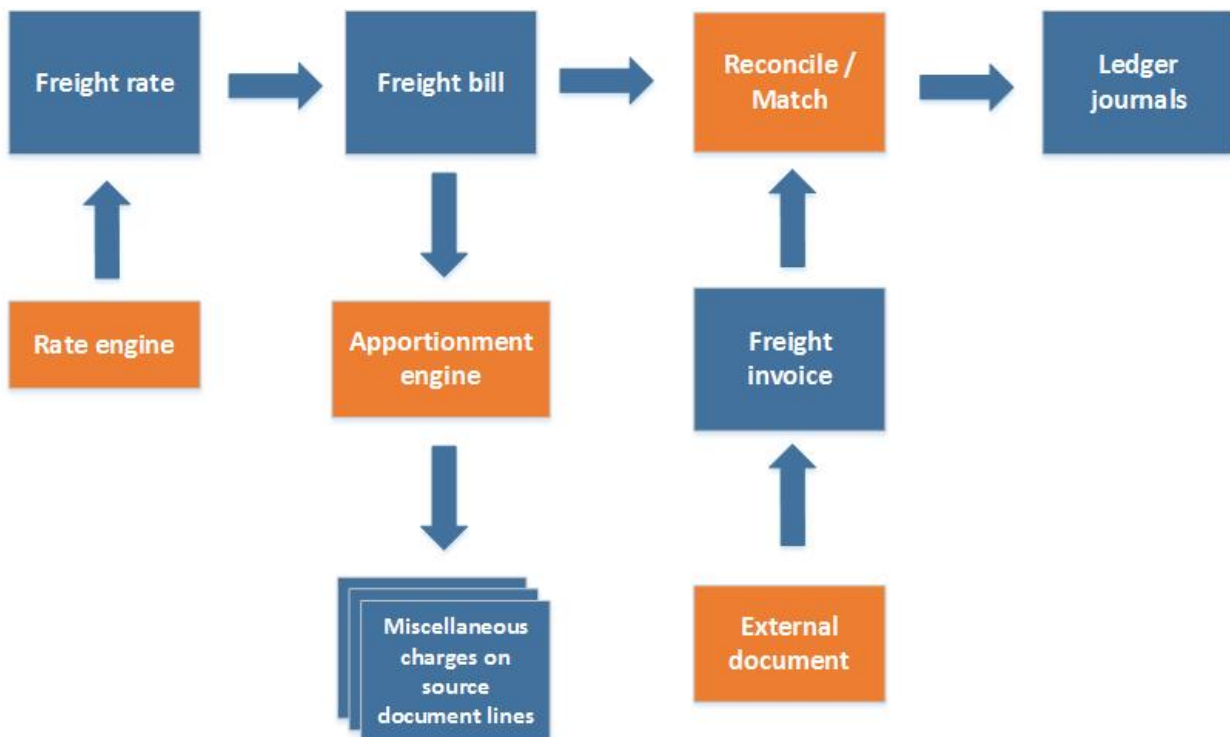 Freight rate
Freight bill
Reconcile /
Match
Ledger
journals
Rate engine
Apportionment
engine
Freight
invoice
Miscellaneous
charges on
source
document lines
External
document